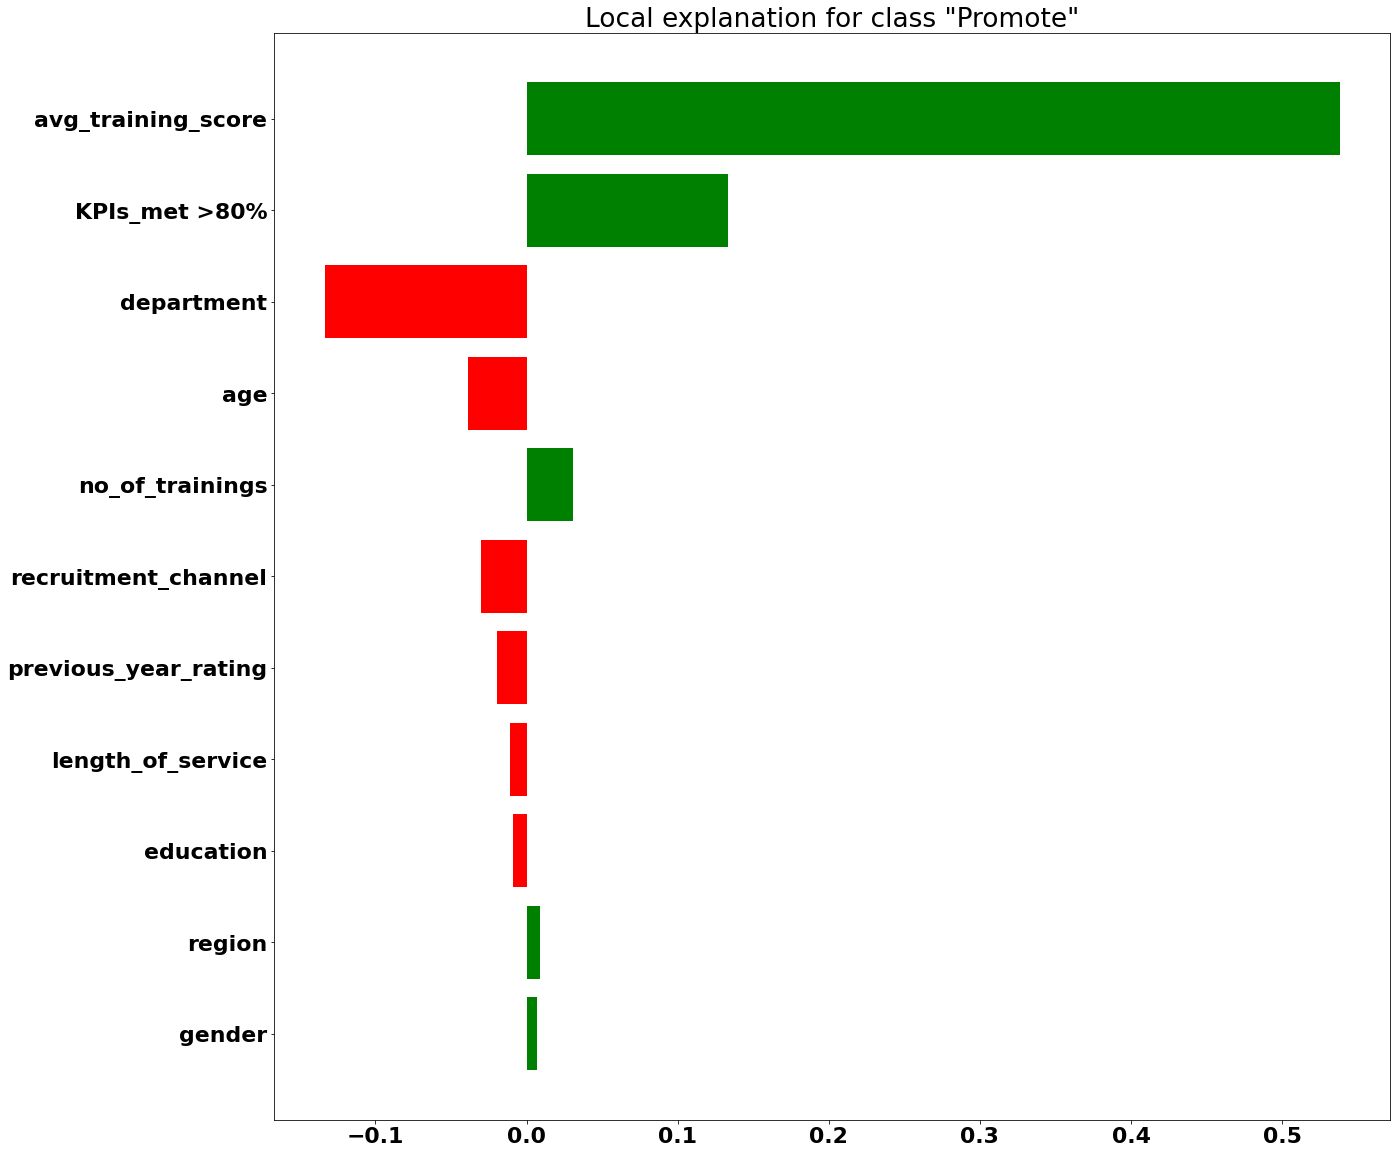 Local explanation for class "Promote"
avg_training_score
KPIs_met >80%
department
age
no_of_trainings
recruitment_channel
previous_year_rating
length_of_service
education
region
gender
−0.1 0.0 0.1 0.2 0.3 0.4 0.5